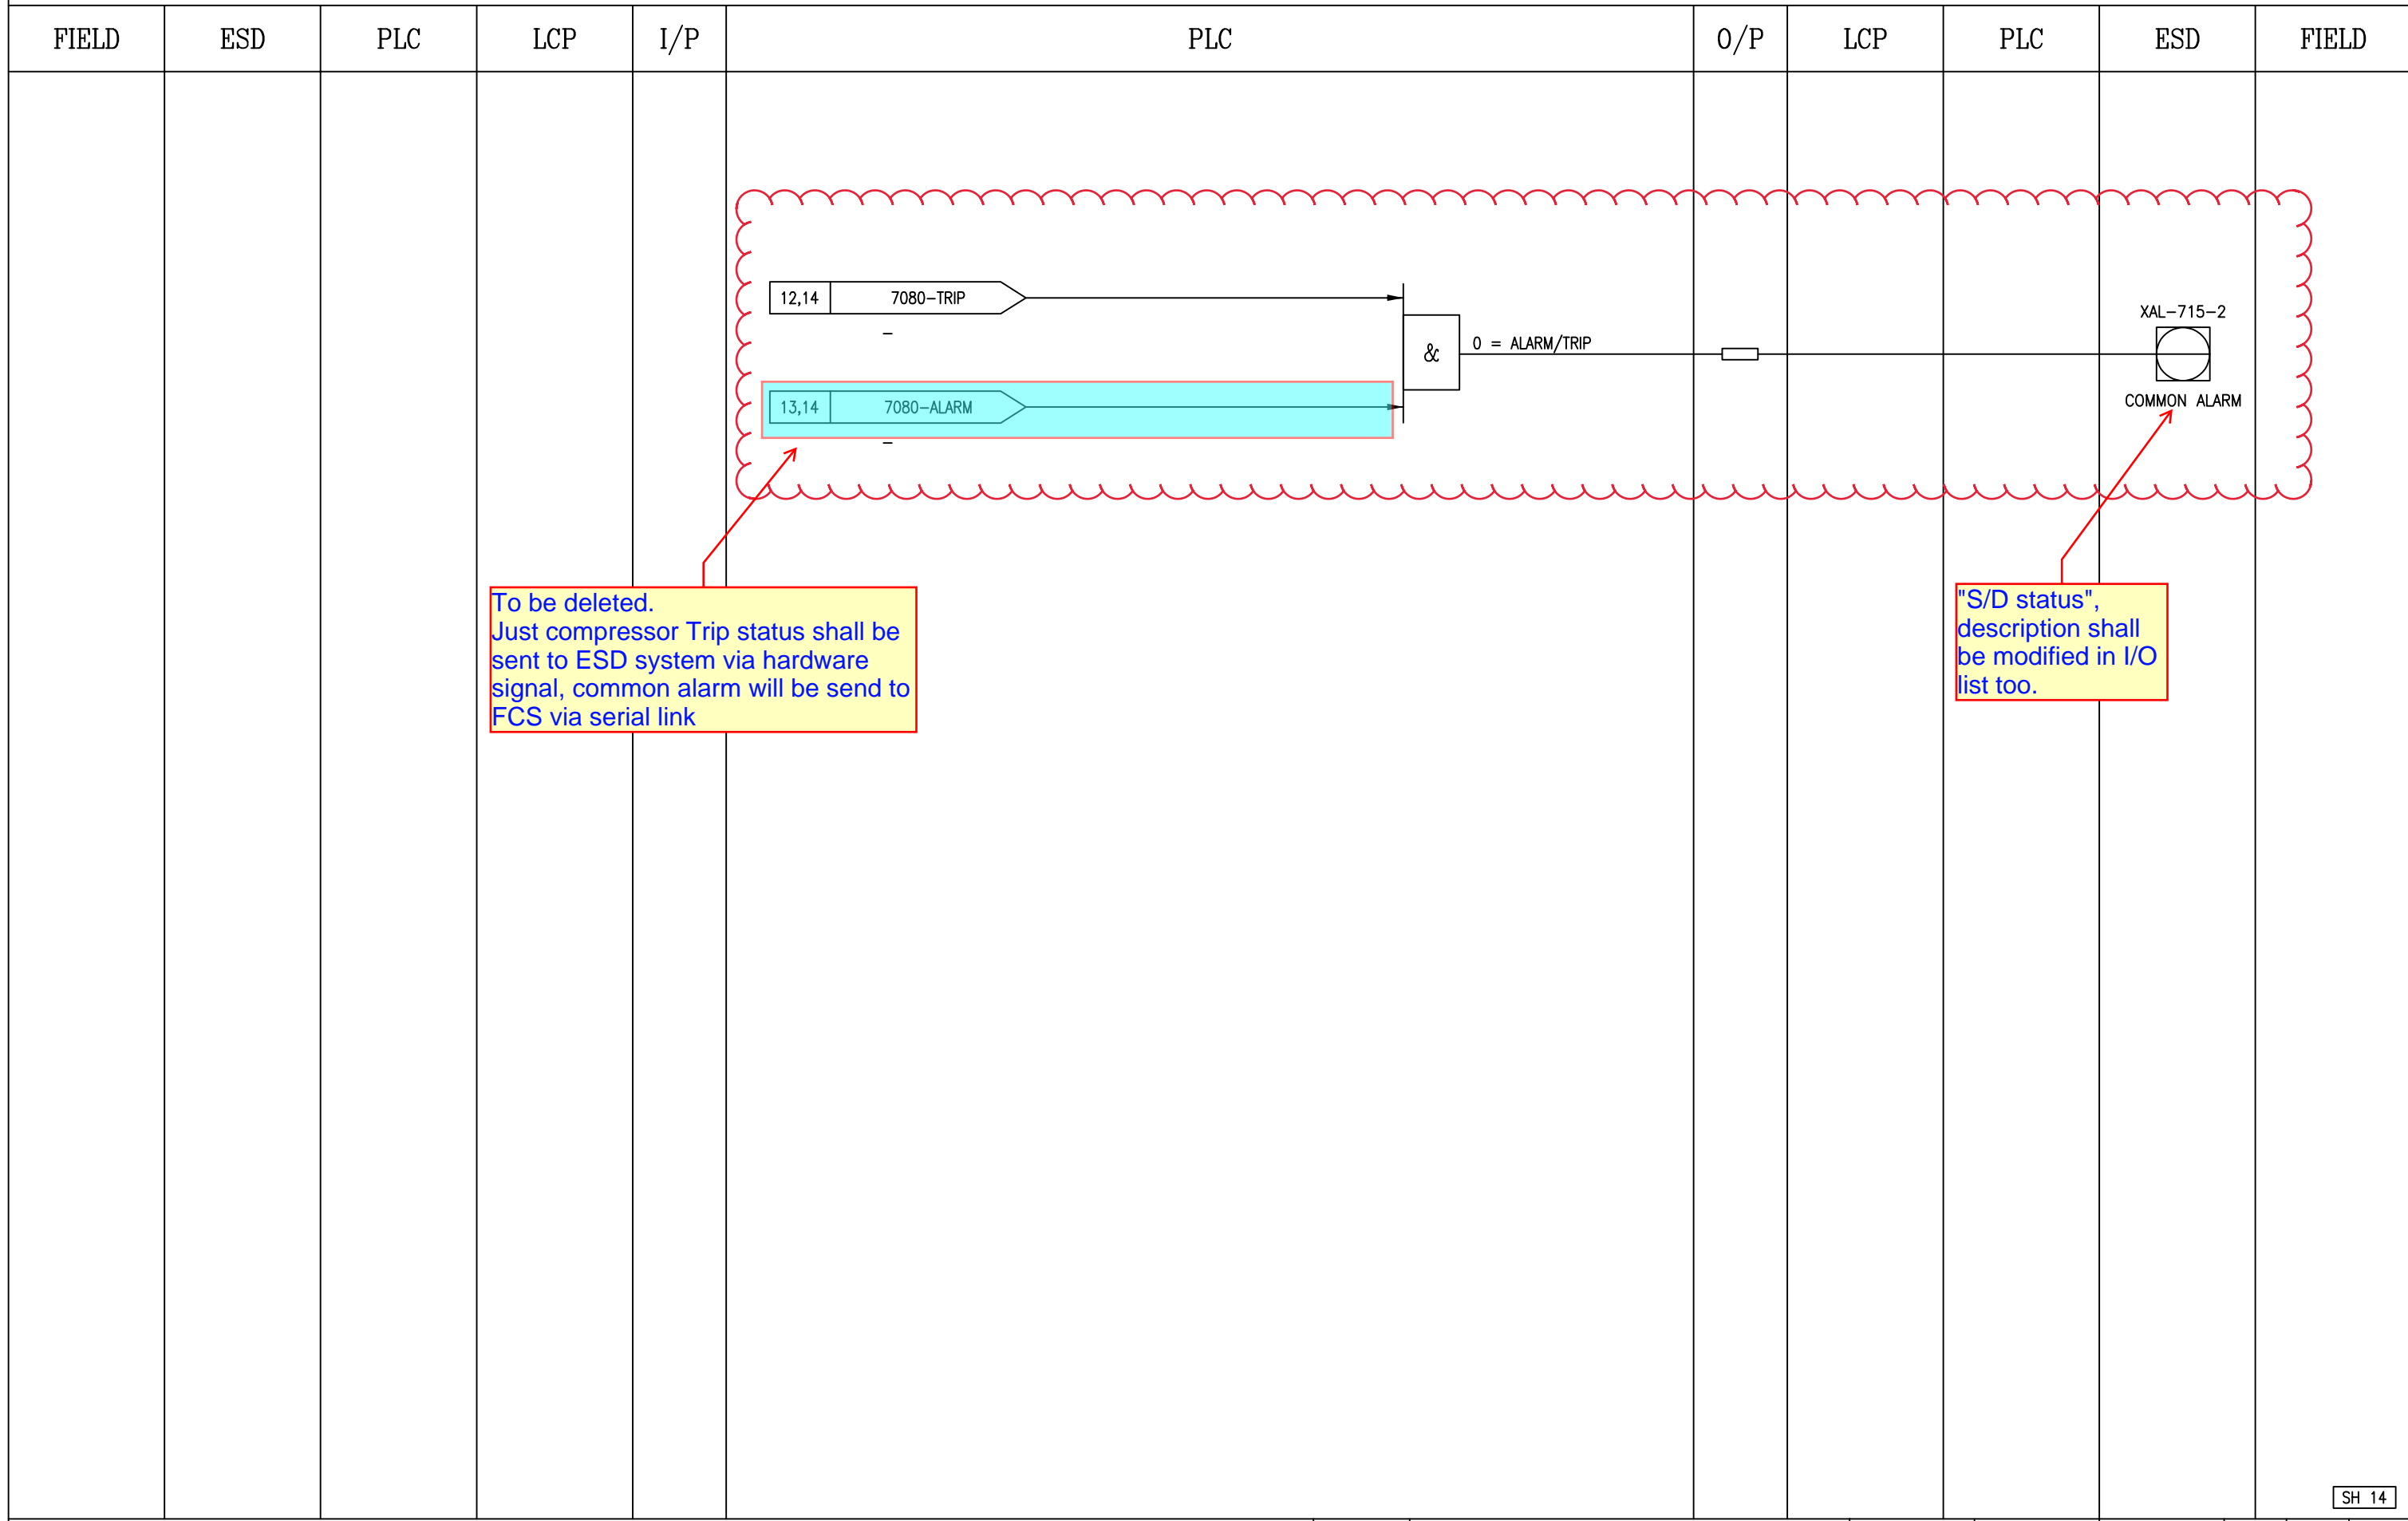 FIELD ESD PLC LCP I/P PLC O/P LCP PLC ESD FIELD
12,14 7080-TRIP
-
XAL-715-2
& 0 = ALARM/TRIP
13,14 7080-ALARM
-
COMMON ALARM
To be deleted.
Just compressor Trip status shall be
sent to ESD system via hardware
signal, common alarm will be send to
FCS via serial link
"S/D status",
description shall
be modified in I/O
list too.
SH 14